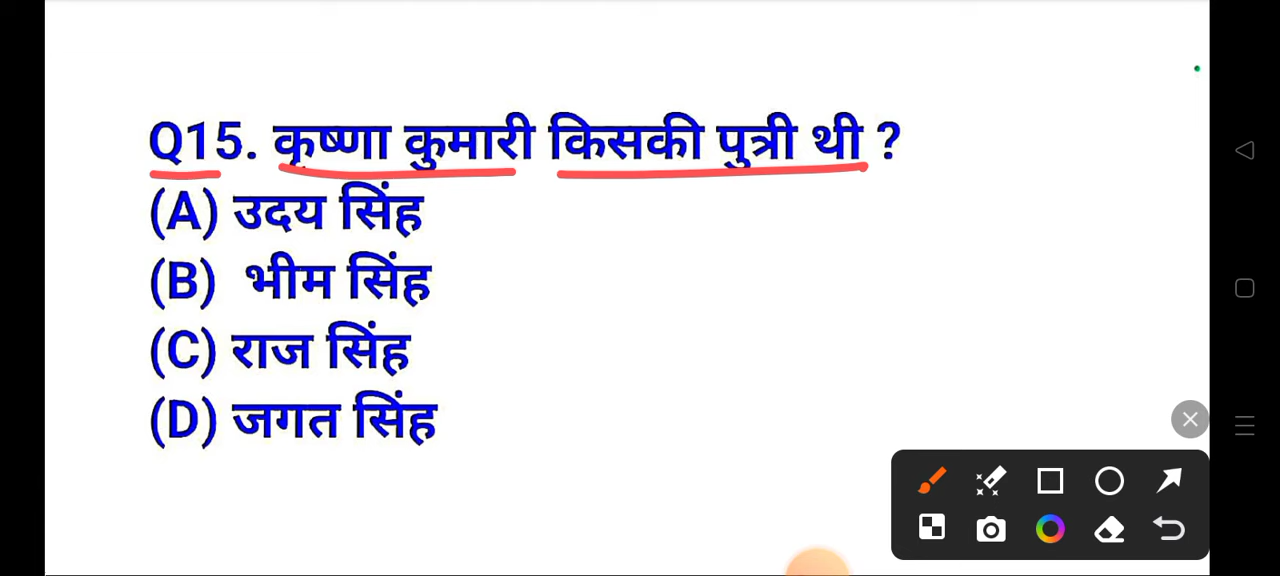 Q15. कृष्णा कुमारी किसकी पुत्री थी ?
(A) उदय सिंह
(B) भीम सिंह
(C) राज सिंह
(D) जगत सिंह